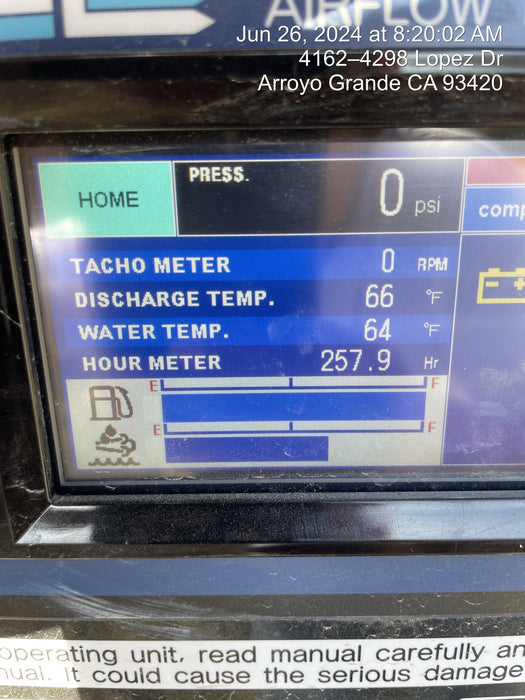 AIRFLOW
Jun 26, 2024 at 8:20:02 AM
4162–4298 Lopez Dr
Arroyo Grande CA 93420
HOME
PRESS.
0 psi
comp
TACHO METER 0 RPM
DISCHARGE TEMP. 66 °F
WATER TEMP. 64 °F
HOUR METER 257.9 Hr
E F
E F
operating unit, read manual carefully an
nual. It could cause the serious damage